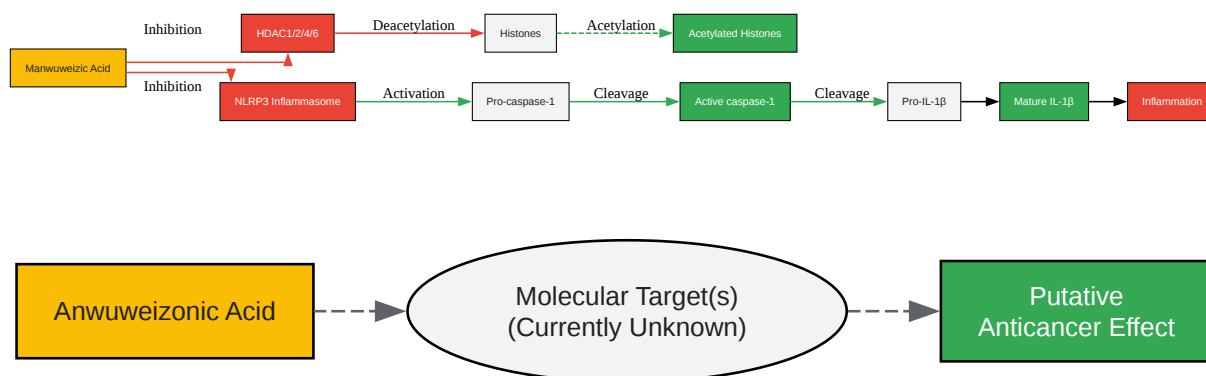 Inhibition
HDAC1/2/4/6
Deacetylation
Histones
Acetylation
Acetylated Histones
Manwuweizic Acid
Inhibition
NLRP3 Inflammasome
Activation
Pro-caspase-1
Cleavage
Active caspase-1
Cleavage
Pro-IL-1β
Mature IL-1β
Inflammation
Anwuweizonic Acid
Molecular Target(s)
(Currently Unknown)
Putative
Anticancer Effect